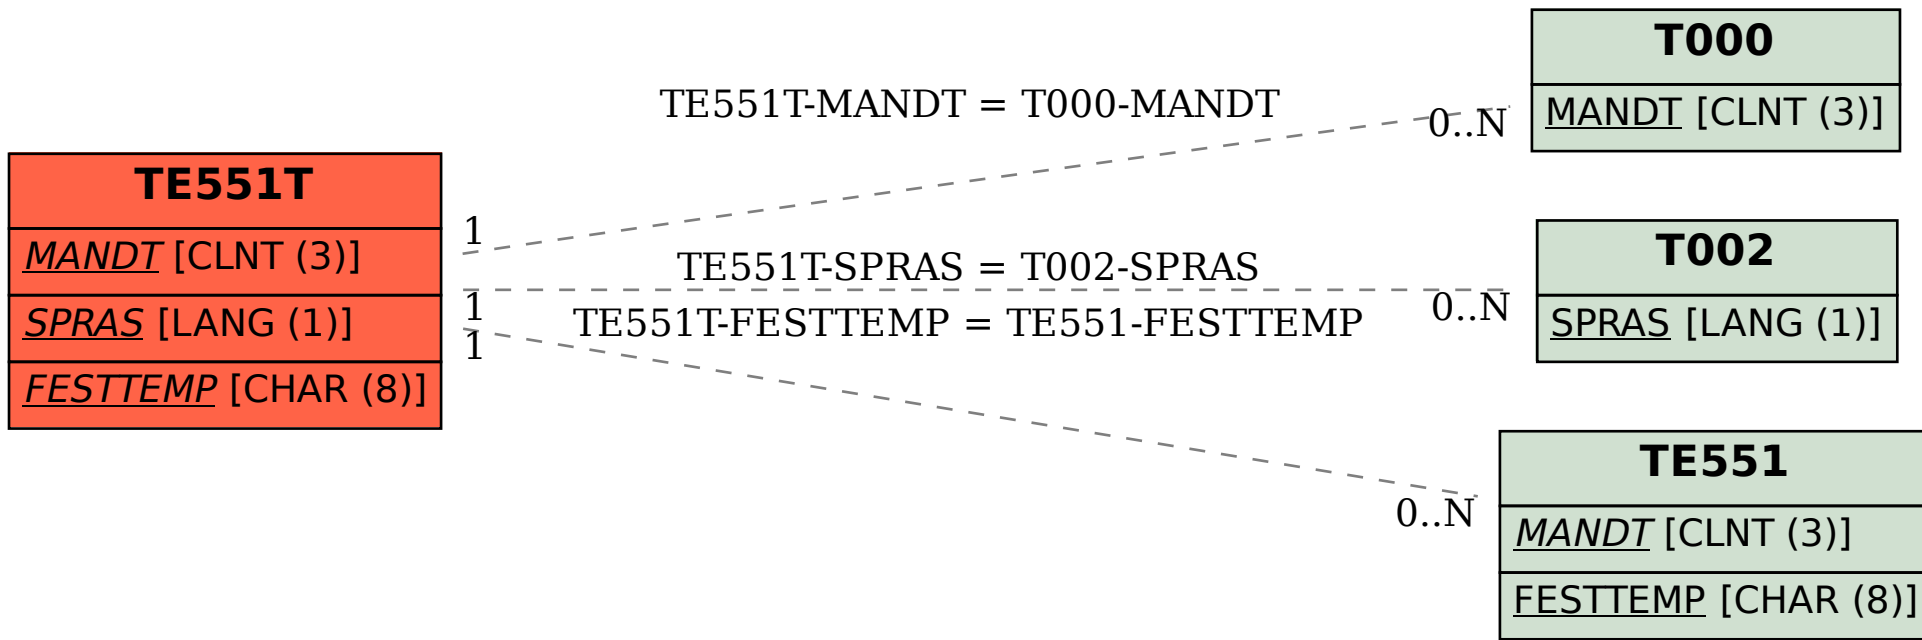 TE551T
MANDT [CLNT (3)]
SPRAS [LANG (1)]
FESTTEMP [CHAR (8)]
TE551T-MANDT = T000-MANDT
1
0..N
TE551T-SPRAS = T002-SPRAS
1
0..N
TE551T-FESTTEMP = TE551-FESTTEMP
1
0..N
T000
MANDT [CLNT (3)]
T002
SPRAS [LANG (1)]
TE551
MANDT [CLNT (3)]
FESTTEMP [CHAR (8)]